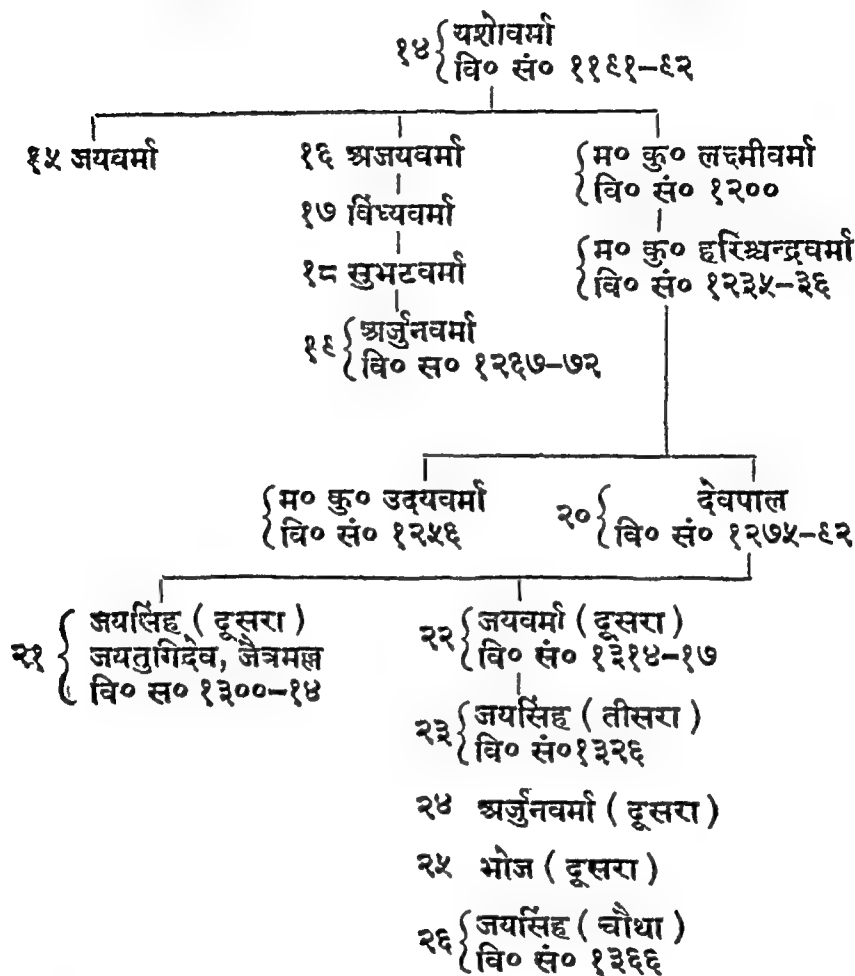 १४ यशोवर्मा
वि० सं० ११९१-९२
१५ जयवर्मा
१६ अजयवर्मा
म० कु० लक्ष्मीवर्मा
वि० सं० १२००
१७ विंध्यवर्मा
म० कु० हरिश्चन्द्रवर्मा
वि० सं० १२३५-३६
१८ सुभटवर्मा
१९ अर्जुनवर्मा
वि० स० १२६७-७२
म० कु० उदयवर्मा
वि० सं० १२५६
२० देवपाल
वि० सं० १२७५-९२
२१ जयसिंह ( दूसरा )
जयतुगिदेव, जैत्रमल्ल
वि० स० १३००-१४
२२ जयवर्मा ( दूसरा )
वि० सं० १३१४-१७
२३ जयसिंह ( तीसरा )
वि० सं०१३२६
२४ अर्जुनवर्मा ( दूसरा )
२५ भोज ( दूसरा )
२६ जयसिंह ( चौथा )
वि० सं० १३६६